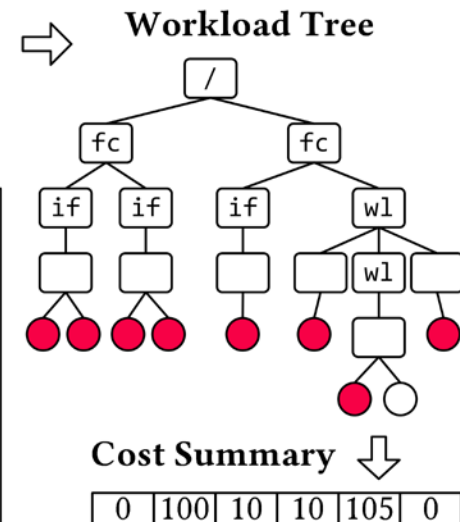 Workload Tree
/
fc fc
if if if wl
wl
Cost Summary
0 100 10 10 105 0